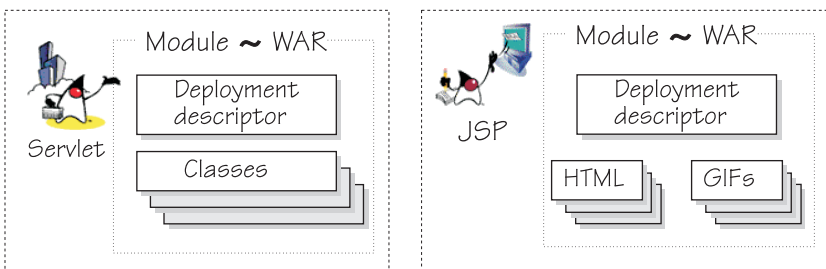 Module ~ WAR
Deployment
descriptor
Servlet
Classes
Module ~ WAR
Deployment
descriptor
JSP
HTML
GIFs